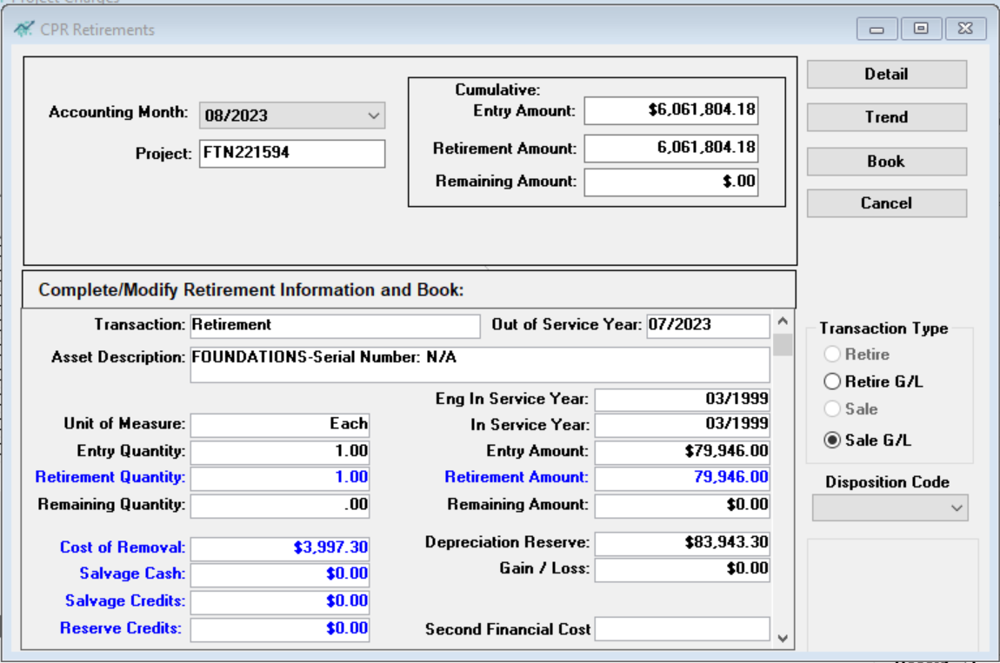 Project Charges
CPR Retirements
Accounting Month: 08/2023
Project: FTN221594
Cumulative:
Entry Amount: $6,061,804.18
Retirement Amount: 6,061,804.18
Remaining Amount: $.00
Detail
Trend
Book
Cancel
Complete/Modify Retirement Information and Book:
Transaction: Retirement Out of Service Year: 07/2023
Asset Description: FOUNDATIONS-Serial Number: N/A
Eng In Service Year: 03/1999
Unit of Measure: Each In Service Year: 03/1999
Entry Quantity: 1.00 Entry Amount: $79,946.00
Retirement Quantity: 1.00 Retirement Amount: 79,946.00
Remaining Quantity: .00 Remaining Amount: $0.00
Cost of Removal: $3,997.30 Depreciation Reserve: $83,943.30
Salvage Cash: $0.00 Gain / Loss: $0.00
Salvage Credits: $0.00
Reserve Credits: $0.00 Second Financial Cost
Transaction Type
Retire
Retire G/L
Sale
Sale G/L
Disposition Code